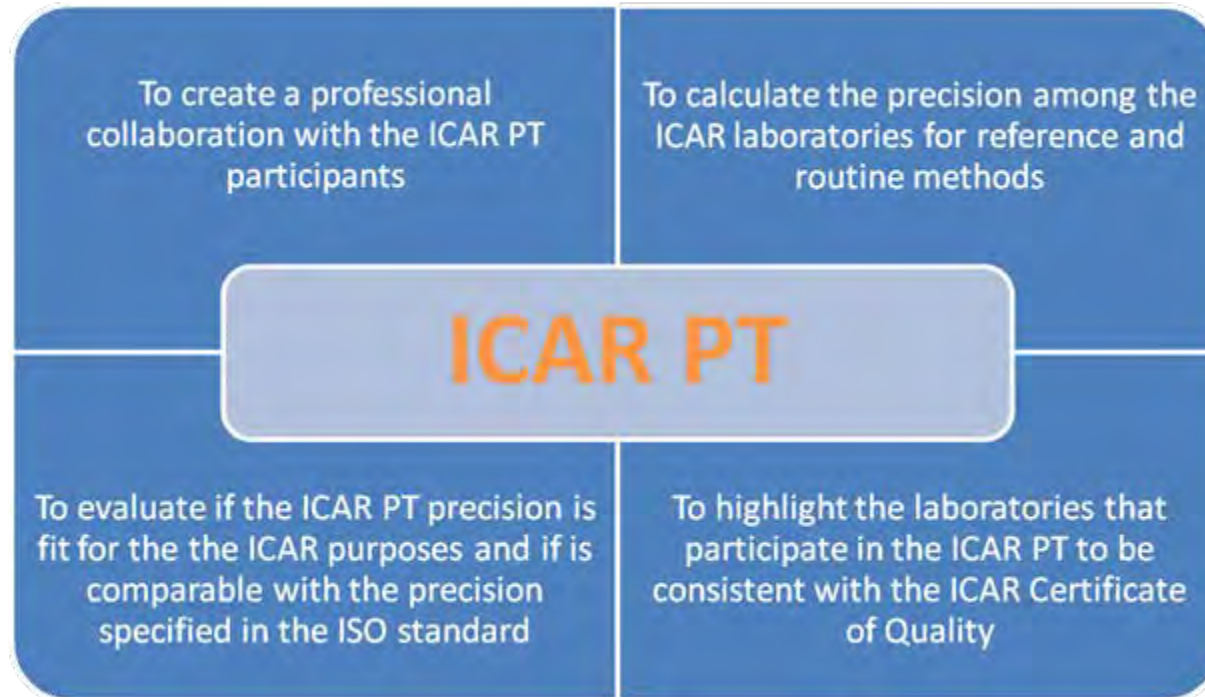 To create a professional
collaboration with the ICAR PT
participants
To calculate the precision among the
ICAR laboratories for reference and
routine methods
ICAR PT
To evaluate if the ICAR PT precision is
fit for the the ICAR purposes and if is
comparable with the precision
specified in the ISO standard
To highlight the laboratories that
participate in the ICAR PT to be
consistent with the ICAR Certificate
of Quality